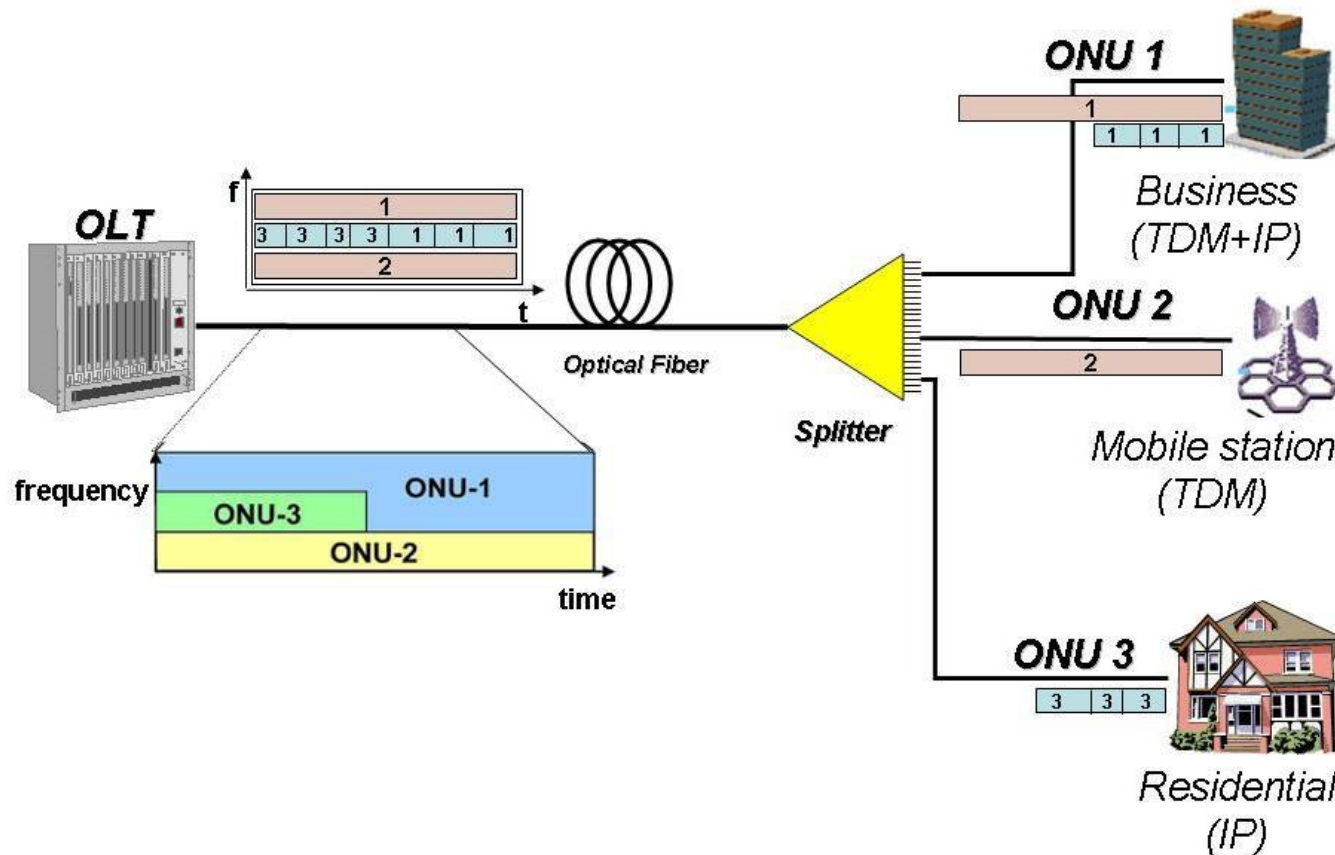 ONU 1
1
1 1 1
Business
(TDM+IP)
OLT
f
1
3 3 3 3 1 1 1
2
t
Optical Fiber
Splitter
ONU 2
2
Mobile station
(TDM)
frequency
ONU-1
ONU-3
ONU-2
time
ONU 3
3 3 3
Residential
(IP)